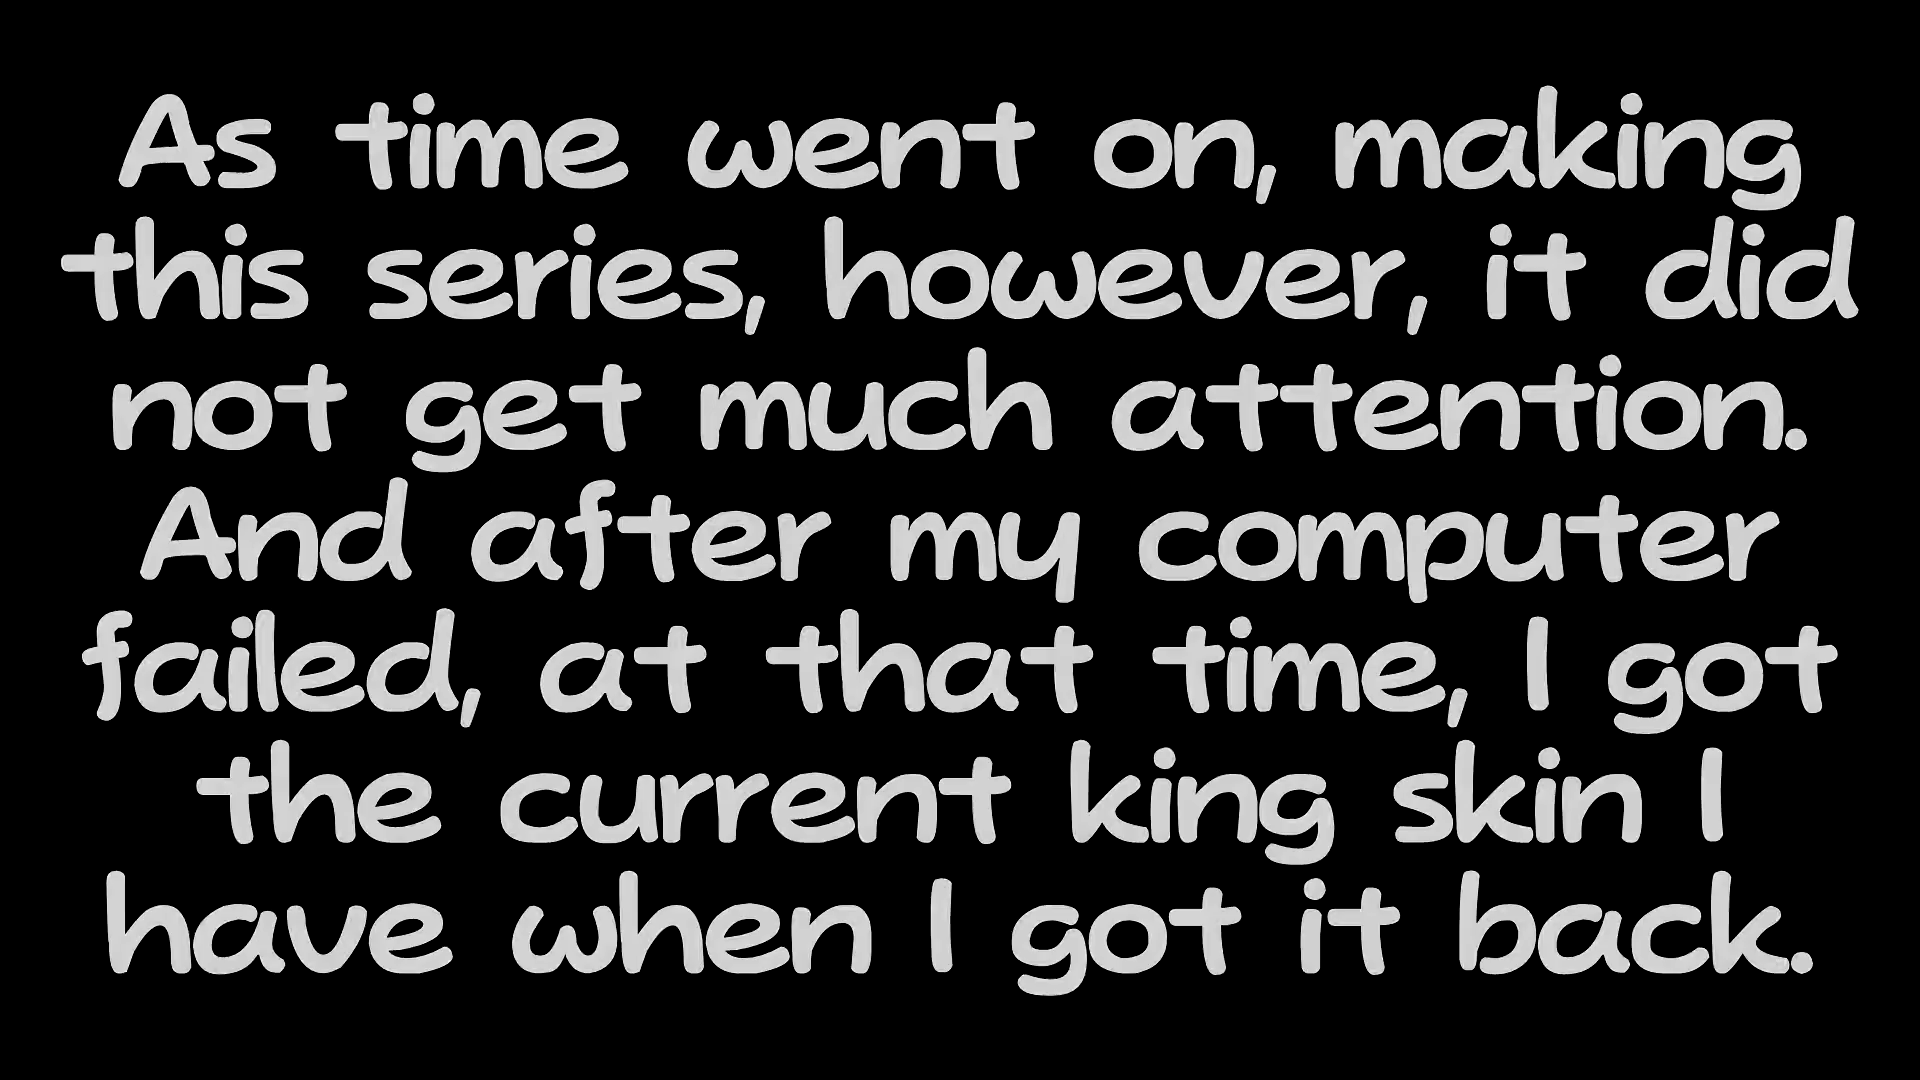 As time went on, making
this series, however, it did
not get much attention.
And after my computer
failed, at that time, I got
the current king skin I
have when I got it back.